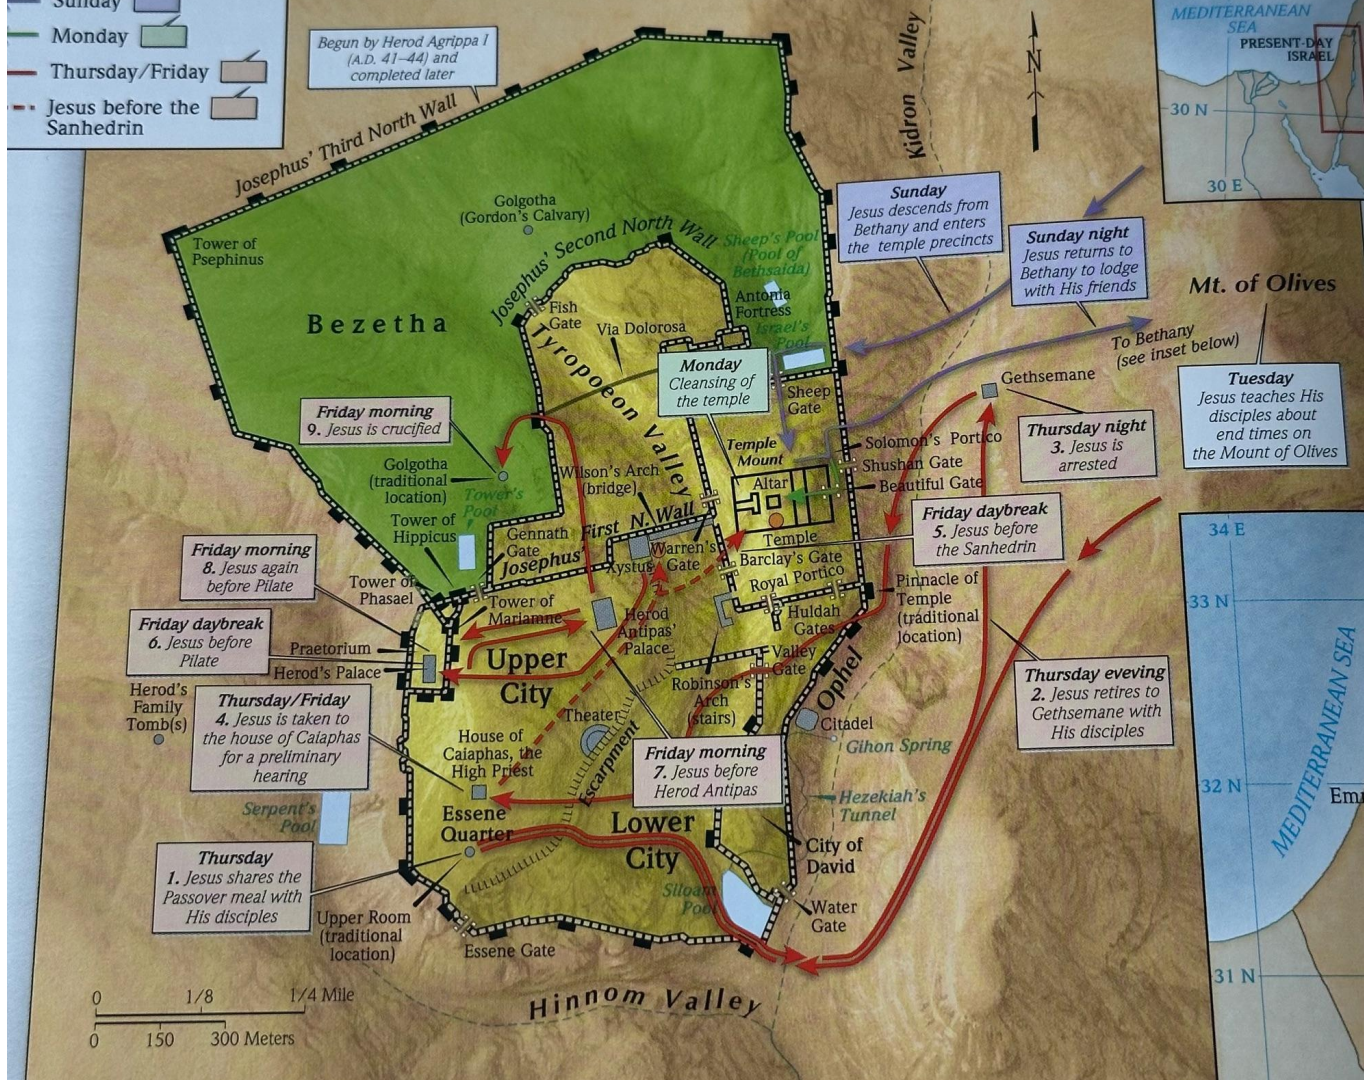 Sunday
Monday
Thursday/Friday
Jesus before the
Sanhedrin
Begun by Herod Agrippa I
(A.D. 41–44) and
completed later
Josephus' Third North Wall
Kidron Valley
N
MEDITERRANEAN
SEA
PRESENT-DAY
ISRAEL
30 N
30 E
Tower of
Psephinus
Golgotha
(Gordon's Calvary)
Josephus' Second North Wall
Sheep's Pool
(Pool of
Bethsaida)
Sunday
Jesus descends from
Bethany and enters
the temple precincts
Sunday night
Jesus returns to
Bethany to lodge
with His friends
Mt. of Olives
Bezetha
Fish
Gate
Antonia
Fortress
Israel's
Pool
Via Dolorosa
Tyropoeon Valley
To Bethany
(see inset below)
Monday
Cleansing of
the temple
Sheep
Gate
Gethsemane
Tuesday
Jesus teaches His
disciples about
end times on
the Mount of Olives
Friday morning
9. Jesus is crucified
Thursday night
3. Jesus is
arrested
Golgotha
(traditional
location)
Tower's
Pool
Wilson's Arch
(bridge)
Temple
Mount
Altar
Solomon's Portico
Shushan Gate
Beautiful Gate
Tower of
Hippicus
Gennath
Gate
Josephus' First N. Wall
Xystus
Warren's
Gate
Temple
Barclay's Gate
Royal Portico
Friday daybreak
5. Jesus before
the Sanhedrin
34 E
Friday morning
8. Jesus again
before Pilate
Tower of
Phasael
Tower of
Mariamne
Herod
Antipas'
Palace
Huldah
Gates
Pinnacle of
Temple
(traditional
location)
33 N
Friday daybreak
6. Jesus before
Pilate
Praetorium
Herod's Palace
Upper
City
Valley
Gate
Robinson's
Arch
(stairs)
Ophel
Thursday evening
2. Jesus retires to
Gethsemane with
His disciples
MEDITERRANEAN SEA
Herod's
Family
Tomb(s)
Thursday/Friday
4. Jesus is taken to
the house of Caiaphas
for a preliminary
hearing
Theater
House of
Caiaphas, the
High Priest
Escarpment
Citadel
Gihon Spring
Friday morning
7. Jesus before
Herod Antipas
Serpent's
Pool
Essene
Quarter
Lower
City
Hezekiah's
Tunnel
32 N
Em
City of
David
Thursday
1. Jesus shares the
Passover meal with
His disciples
Siloam
Pool
Upper Room
(traditional
location)
Essene Gate
Water
Gate
31 N
Hinnom Valley
0 1/8 1/4 Mile
0 150 300 Meters